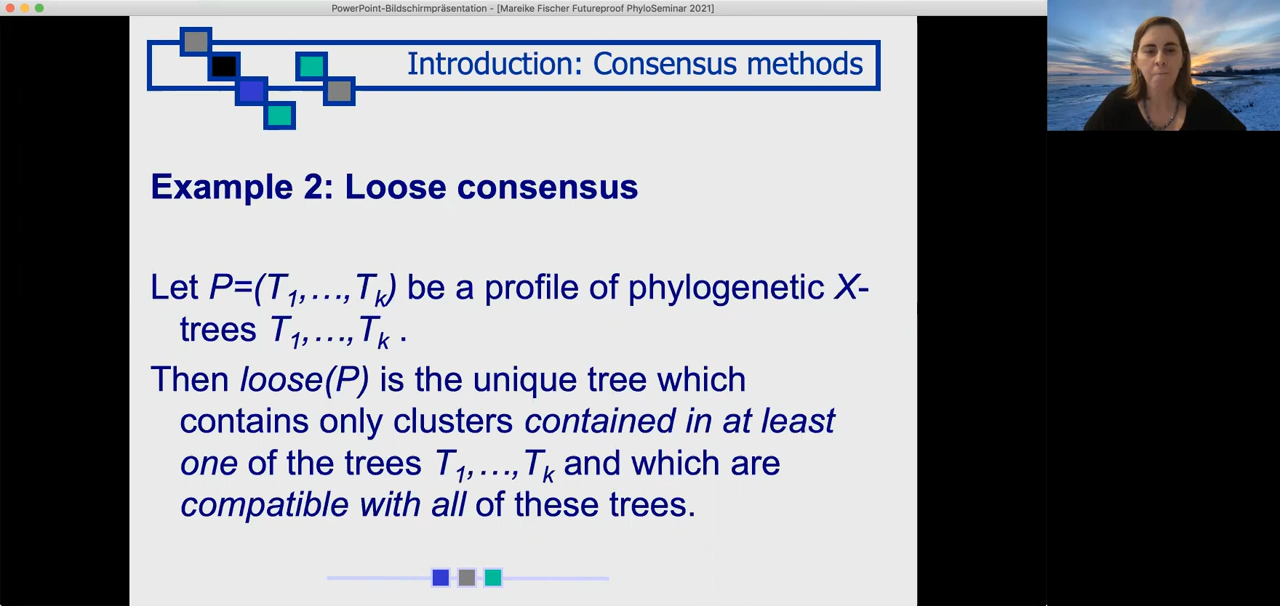 PowerPoint-Bildschirmpräsentation - [Mareike Fischer Futureproof PhyloSeminar 2021]
Introduction: Consensus methods
Example 2: Loose consensus
Let P=(T1,…,Tk) be a profile of phylogenetic X-
trees T1,…,Tk .
Then loose(P) is the unique tree which
contains only clusters contained in at least
one of the trees T1,…,Tk and which are
compatible with all of these trees.